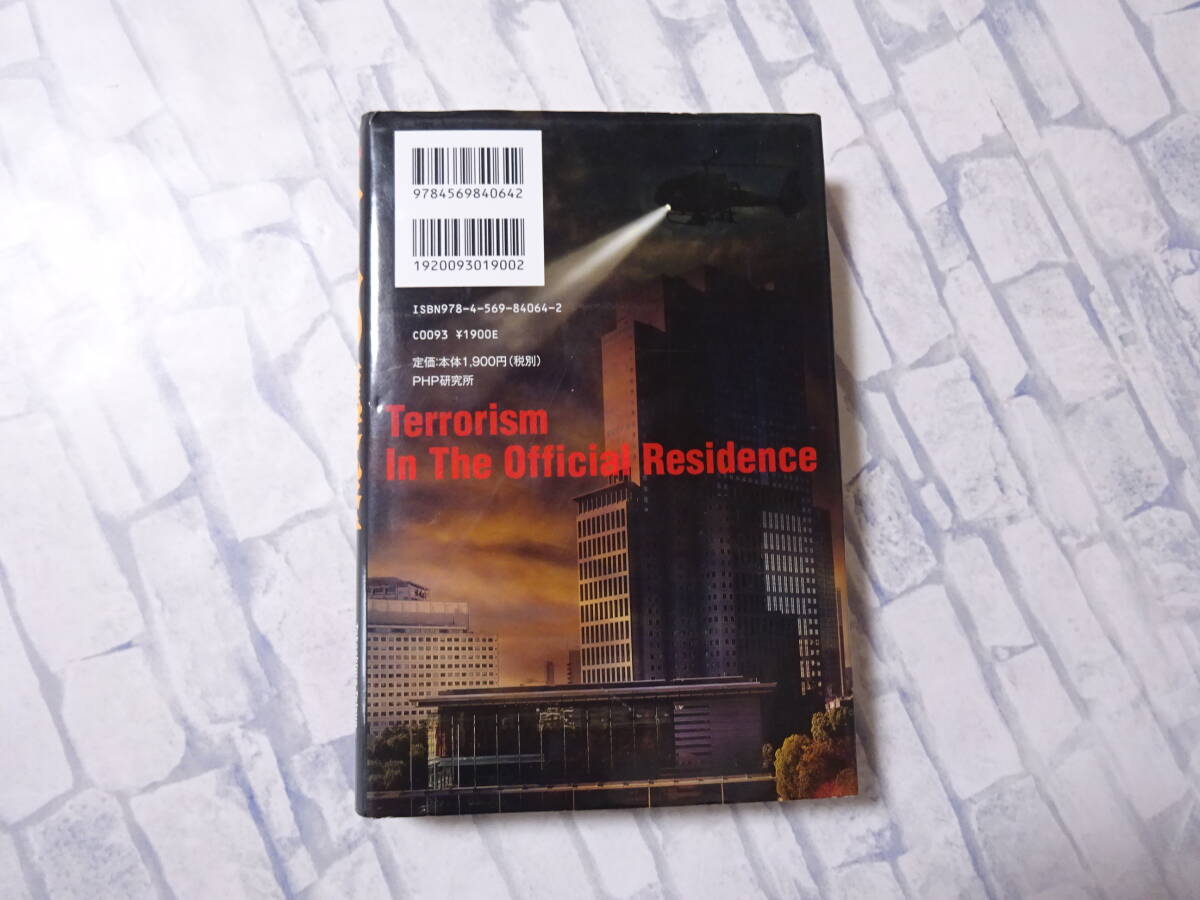 9784569840642
1920093019002
ISBN978-4-569-84064-2
C0093 ¥1900E
定価:本体1,900円(税別)
PHP研究所
Terrorism
In The Official Residence